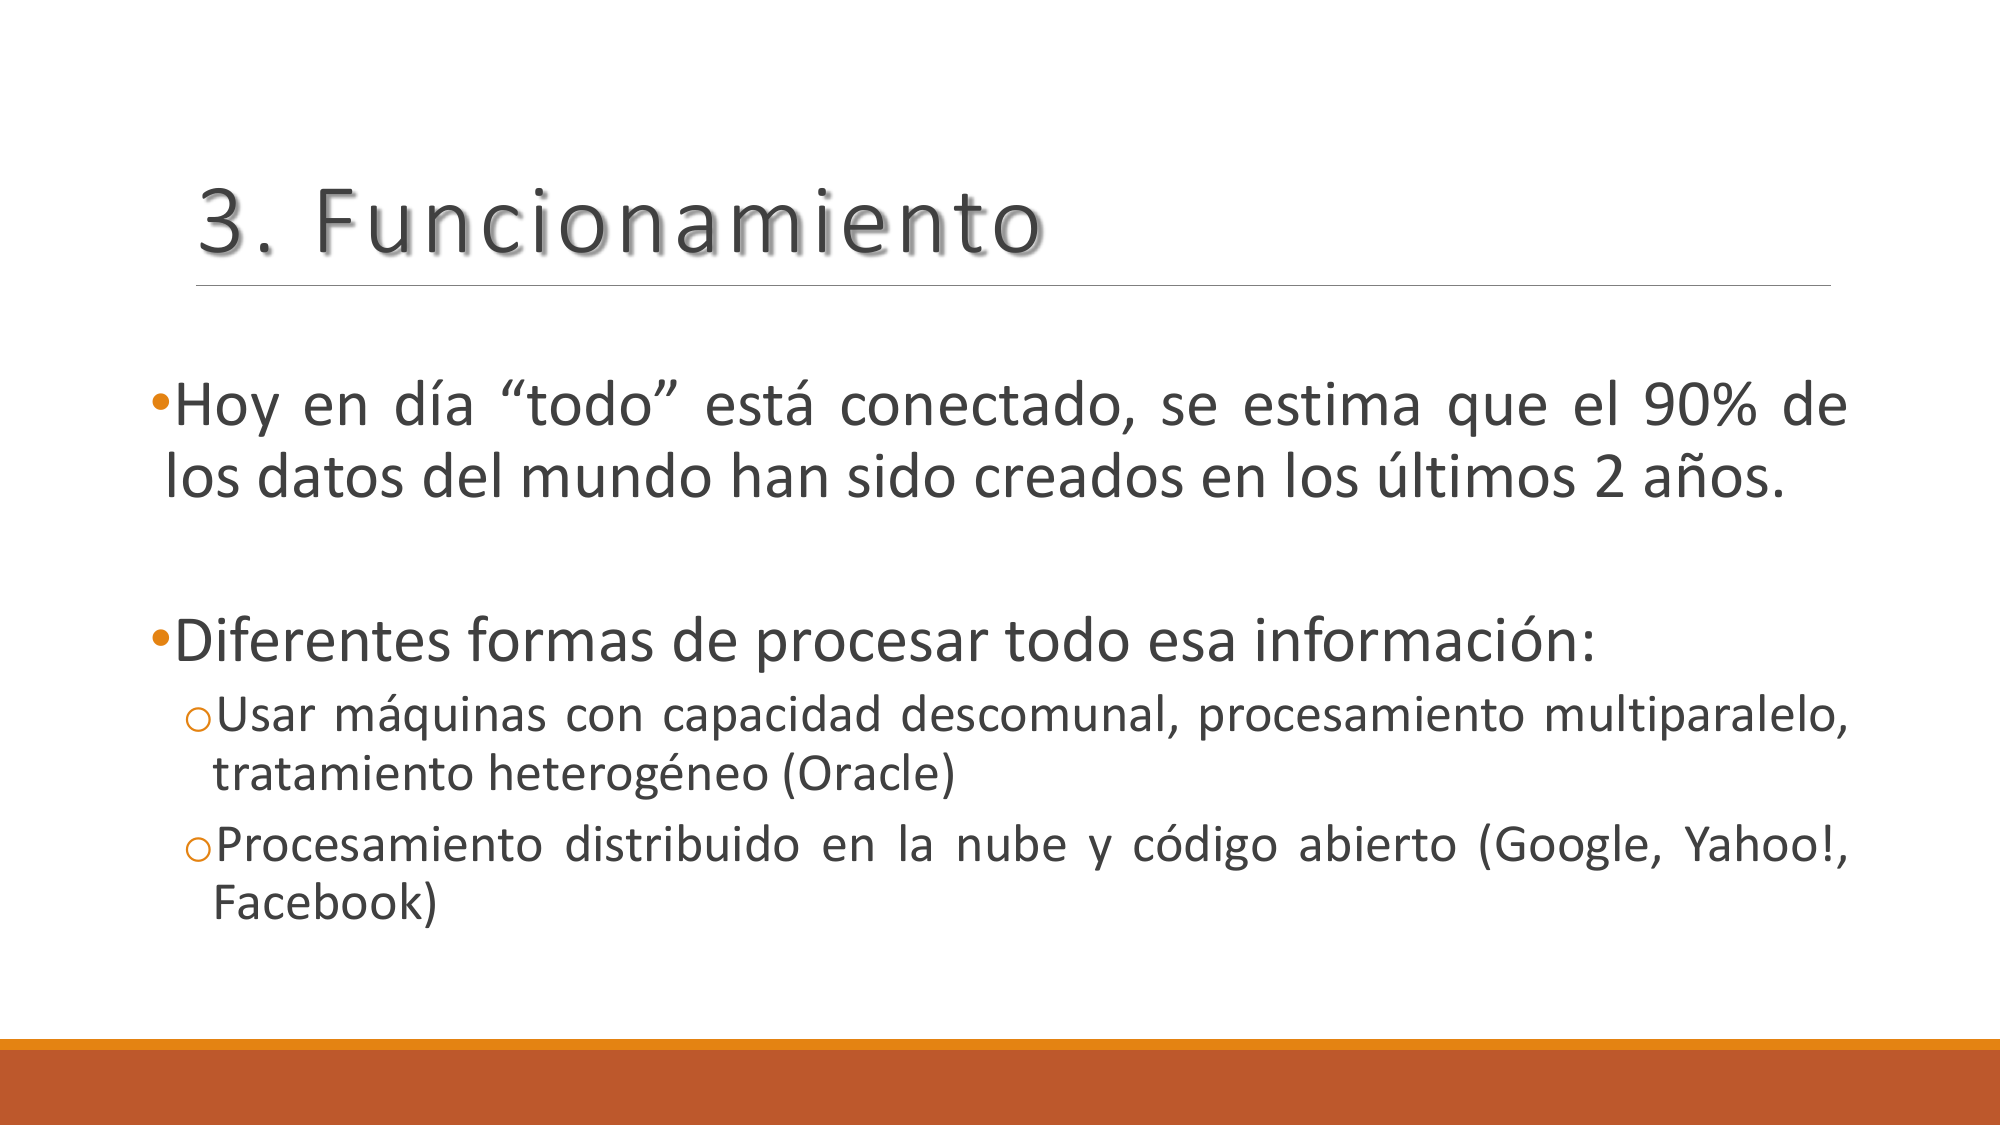 3. Funcionamiento
•Hoy en día “todo” está conectado, se estima que el 90% de
los datos del mundo han sido creados en los últimos 2 años.
•Diferentes formas de procesar todo esa información:
oUsar máquinas con capacidad descomunal, procesamiento multiparalelo,
tratamiento heterogéneo (Oracle)
oProcesamiento distribuido en la nube y código abierto (Google, Yahoo!,
Facebook)